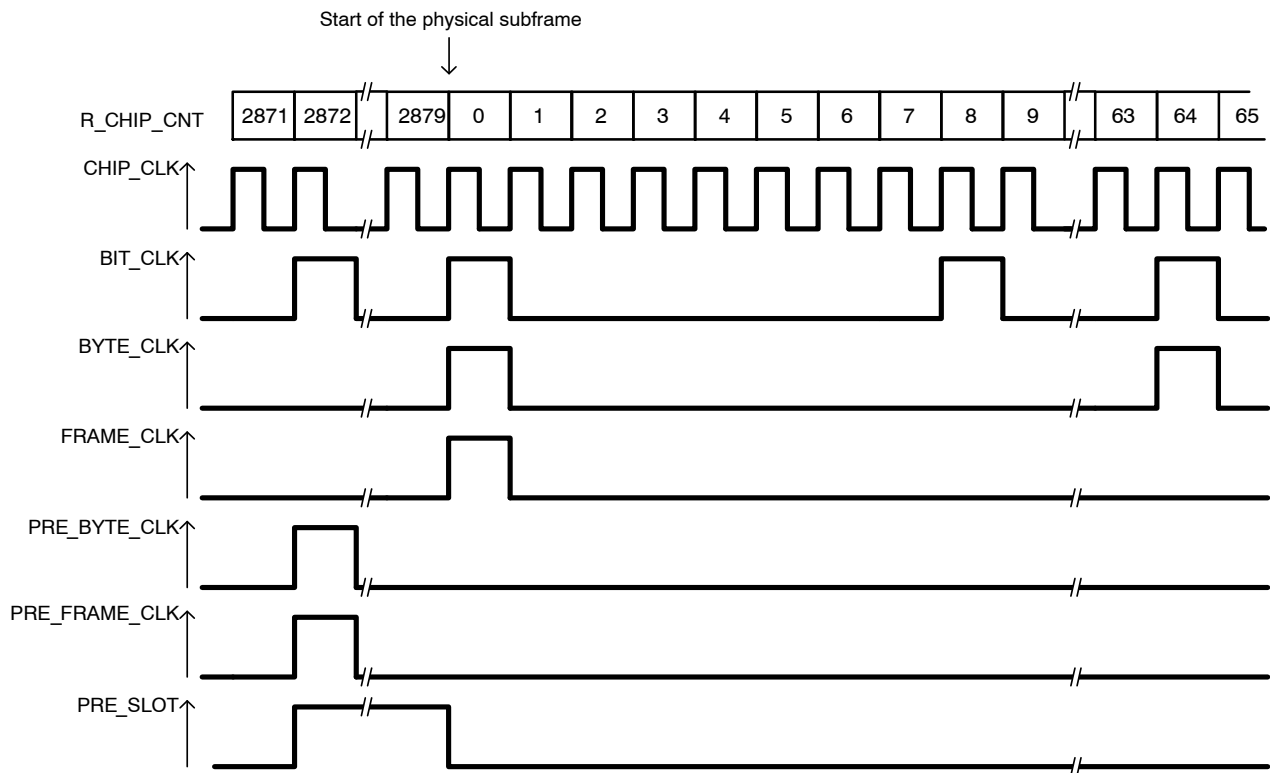 Start of the physical subframe
R_CHIP_CNT 2871 2872 2879 0 1 2 3 4 5 6 7 8 9 63 64 65
CHIP_CLK
BIT_CLK
BYTE_CLK
FRAME_CLK
PRE_BYTE_CLK
PRE_FRAME_CLK
PRE_SLOT